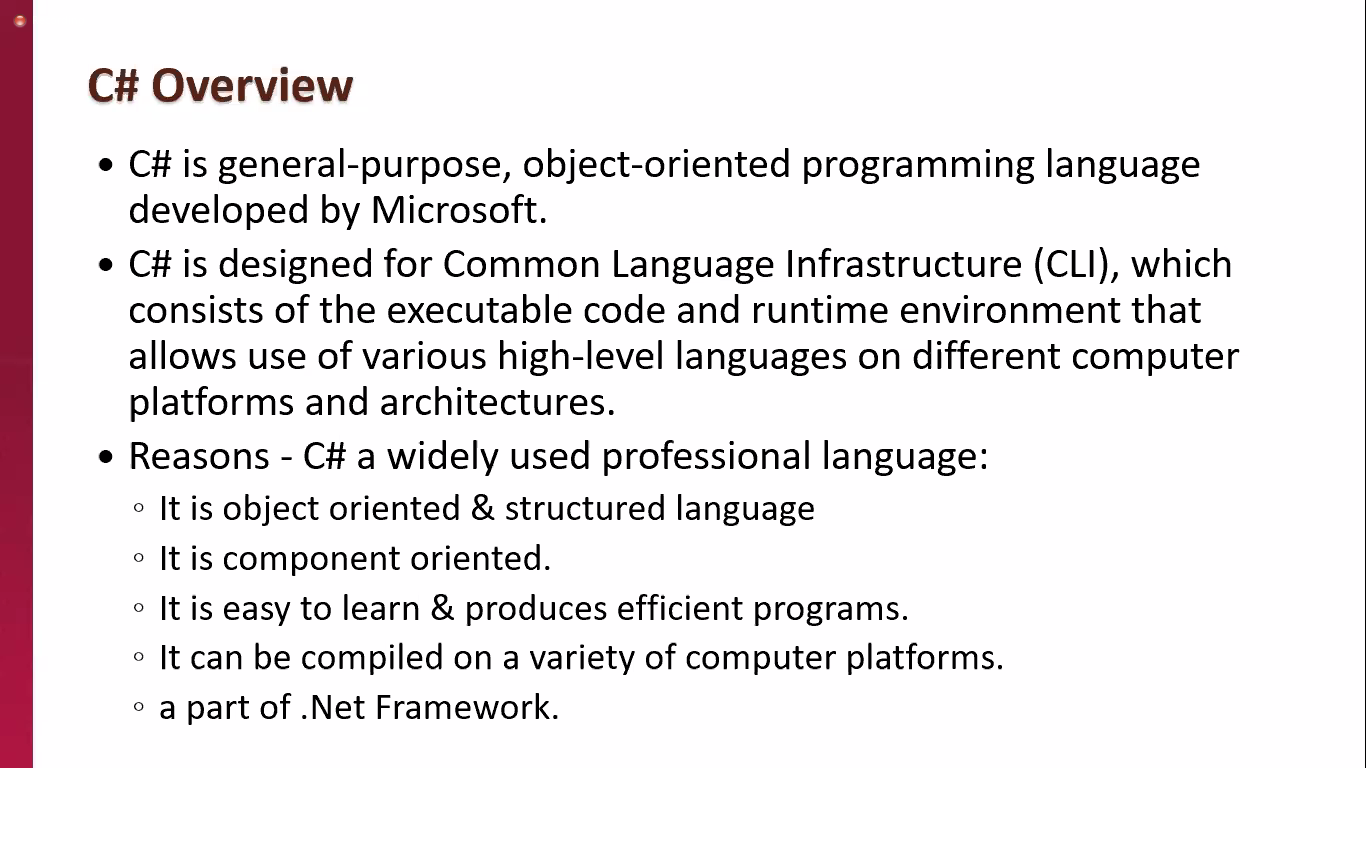 C# Overview
• C# is general-purpose, object-oriented programming language
developed by Microsoft.
• C# is designed for Common Language Infrastructure (CLI), which
consists of the executable code and runtime environment that
allows use of various high-level languages on different computer
platforms and architectures.
• Reasons - C# a widely used professional language:
◦ It is object oriented & structured language
◦ It is component oriented.
◦ It is easy to learn & produces efficient programs.
◦ It can be compiled on a variety of computer platforms.
◦ a part of .Net Framework.